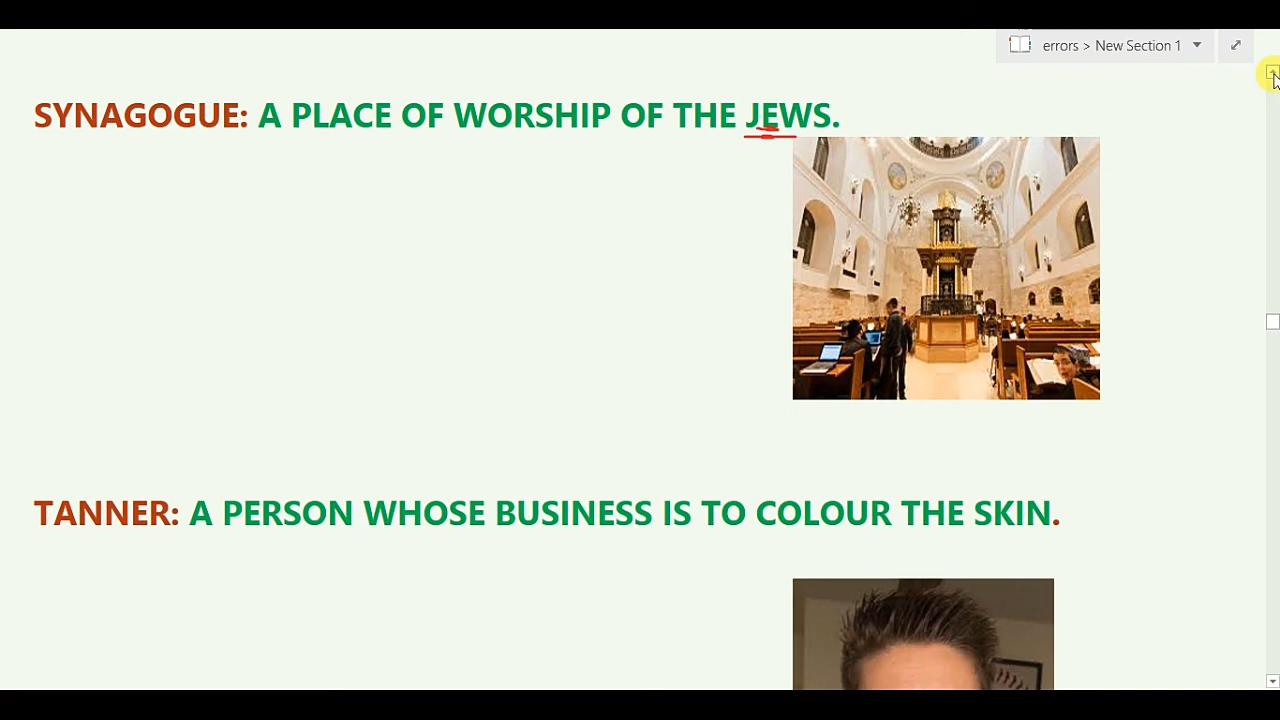 errors > New Section 1
SYNAGOGUE: A PLACE OF WORSHIP OF THE JEWS.
TANNER: A PERSON WHOSE BUSINESS IS TO COLOUR THE SKIN.